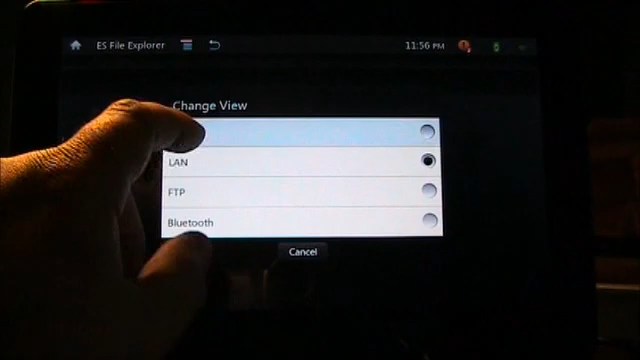 ES File Explorer 11:56 PM
Change View
LAN
FTP
Bluetooth
Cancel